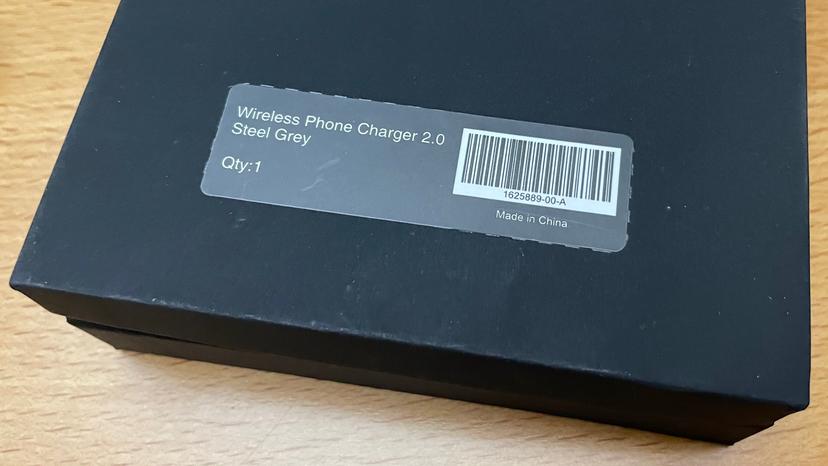 Wireless Phone Charger 2.0
Steel Grey
Qty:1
1625889-00-A
Made in China